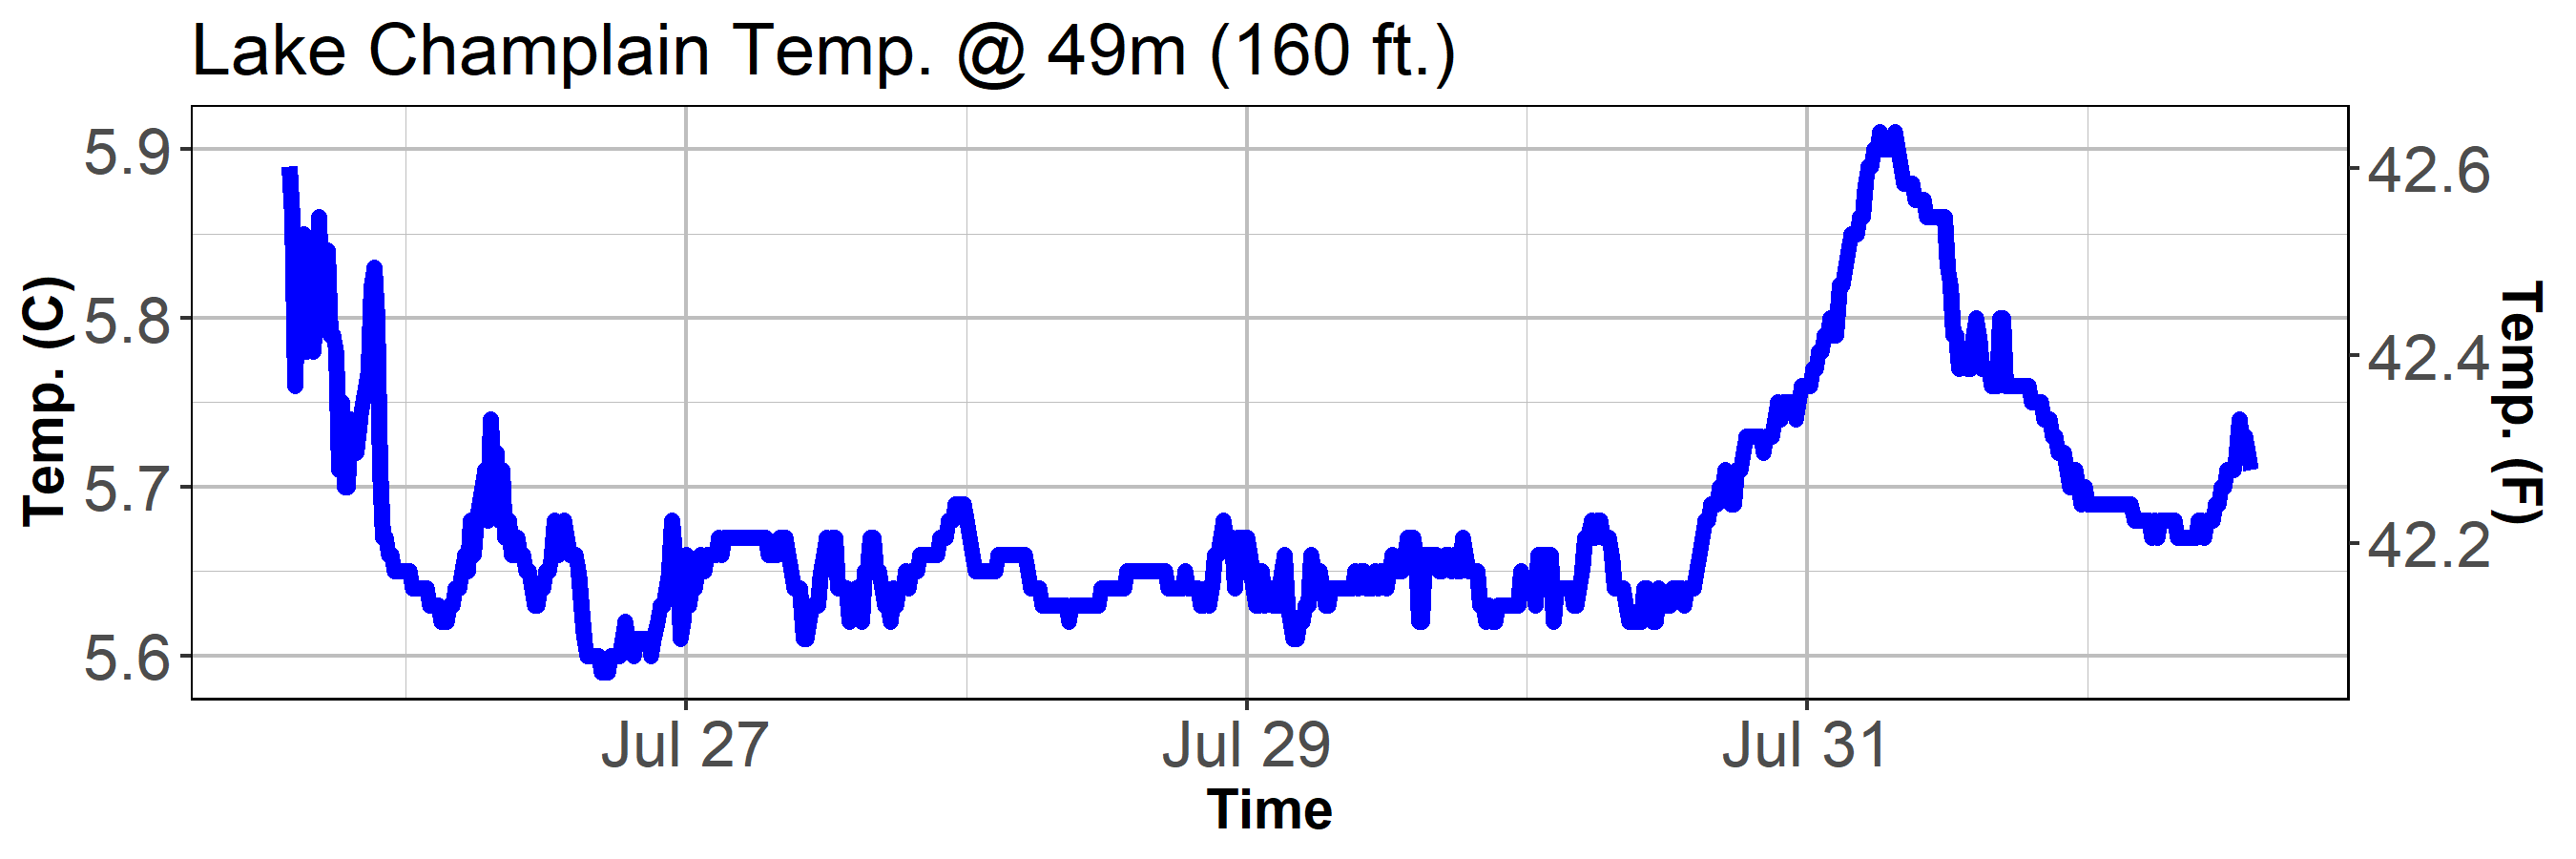 Lake Champlain Temp. @ 49m (160 ft.)
Temp. (C)
5.9
5.8
5.7
5.6
42.6
42.4
42.2
Temp. (F)
Jul 27 Jul 29 Jul 31
Time